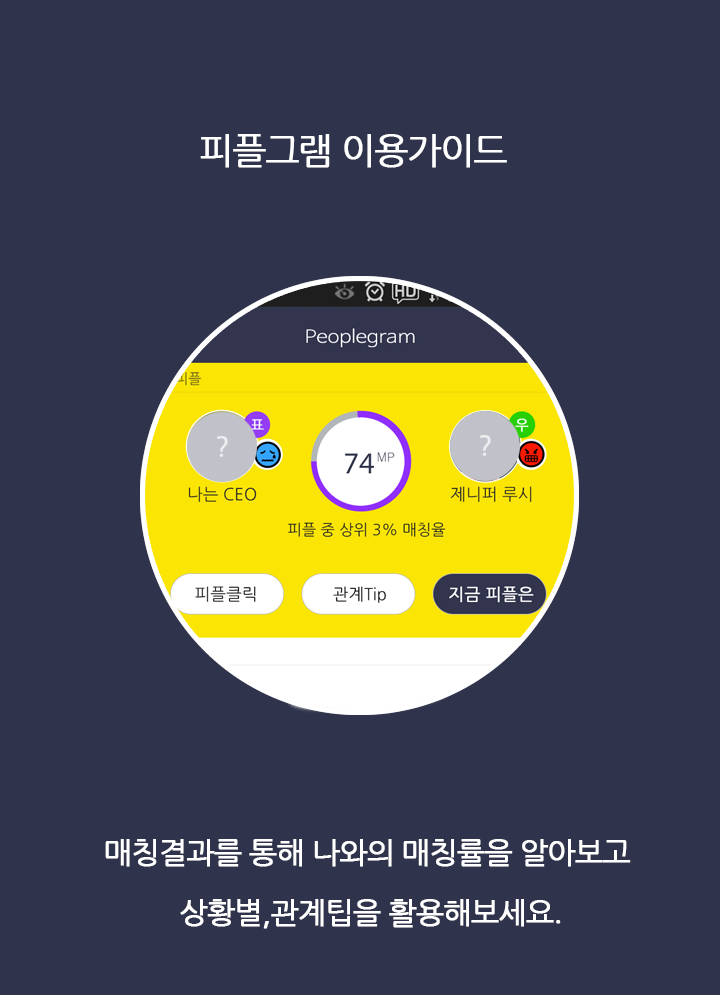 피플그램 이용가이드
HD
Peoplegram
피플
표
우
?
74 MP
?
나는 CEO
제니퍼 루시
피플 중 상위 3% 매칭율
피플클릭
관계Tip
지금 피플은
매칭결과를 통해 나와의 매칭률을 알아보고
상황별,관계팁을 활용해보세요.